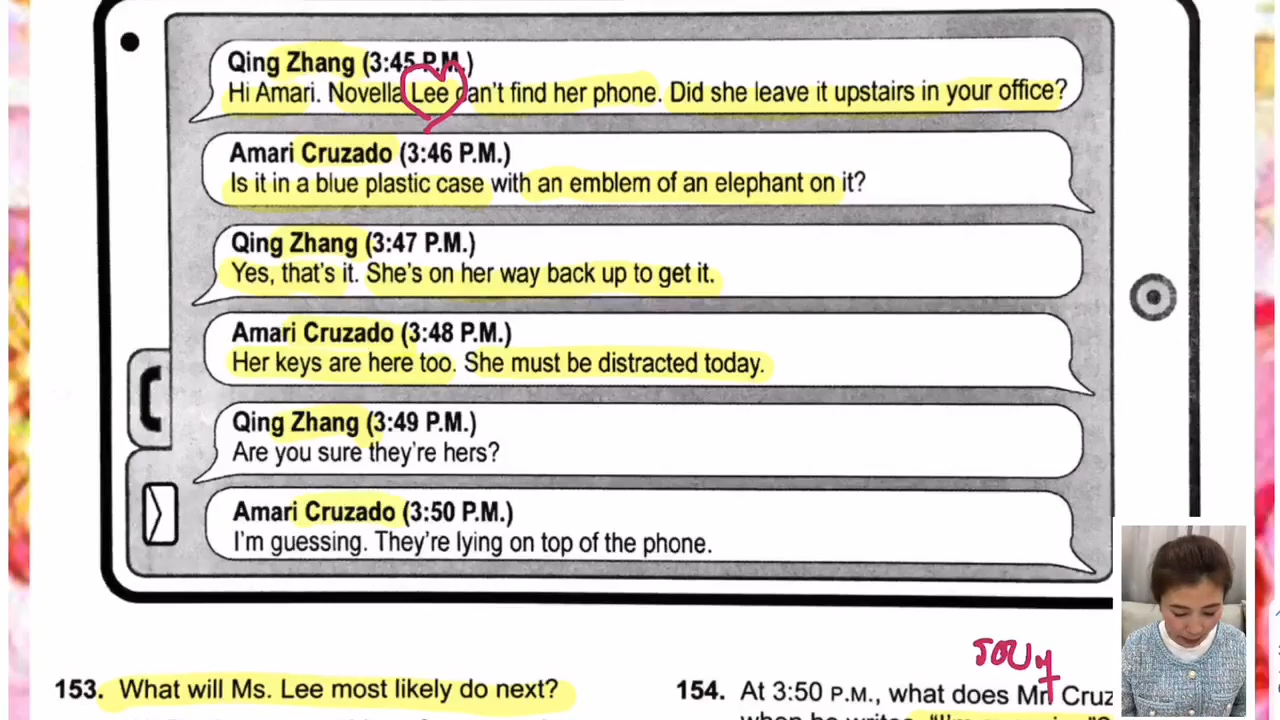 Qing Zhang (3:45 P.M.)
Hi Amari. Novella Lee can't find her phone. Did she leave it upstairs in your office?
Amari Cruzado (3:46 P.M.)
Is it in a blue plastic case with an emblem of an elephant on it?
Qing Zhang (3:47 P.M.)
Yes, that's it. She's on her way back up to get it.
Amari Cruzado (3:48 P.M.)
Her keys are here too. She must be distracted today.
Qing Zhang (3:49 P.M.)
Are you sure they're hers?
Amari Cruzado (3:50 P.M.)
I'm guessing. They're lying on top of the phone.
153. What will Ms. Lee most likely do next?
154. At 3:50 P.M., what does Mr. Cruz